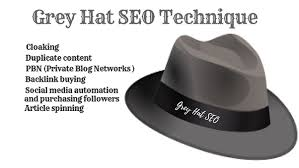 Grey Hat SEO Technique
Cloaking
Duplicate content
PBN (Private Blog Networks )
Backlink buying
Social media automation
and purchasing followers
Article spinning
Grey Hat SEO